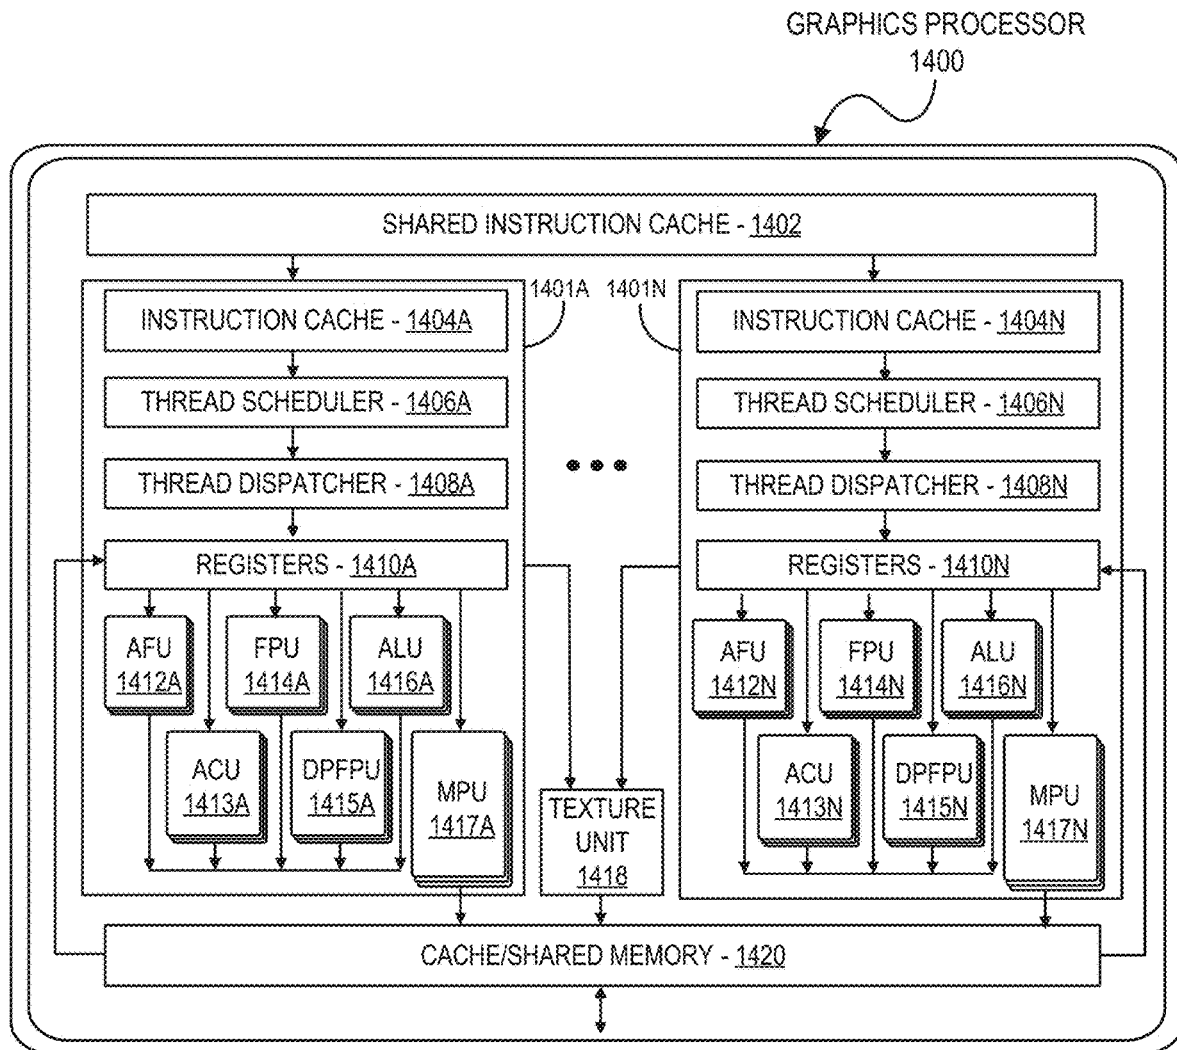 GRAPHICS PROCESSOR
1400
SHARED INSTRUCTION CACHE - 1402
1401A
1401N
INSTRUCTION CACHE - 1404A
THREAD SCHEDULER - 1406A
THREAD DISPATCHER - 1408A
REGISTERS - 1410A
AFU
1412A
FPU
1414A
ALU
1416A
ACU
1413A
DPFPU
1415A
MPU
1417A
INSTRUCTION CACHE - 1404N
THREAD SCHEDULER - 1406N
THREAD DISPATCHER - 1408N
REGISTERS - 1410N
AFU
1412N
FPU
1414N
ALU
1416N
ACU
1413N
DPFPU
1415N
MPU
1417N
TEXTURE
UNIT
1418
CACHE/SHARED MEMORY - 1420